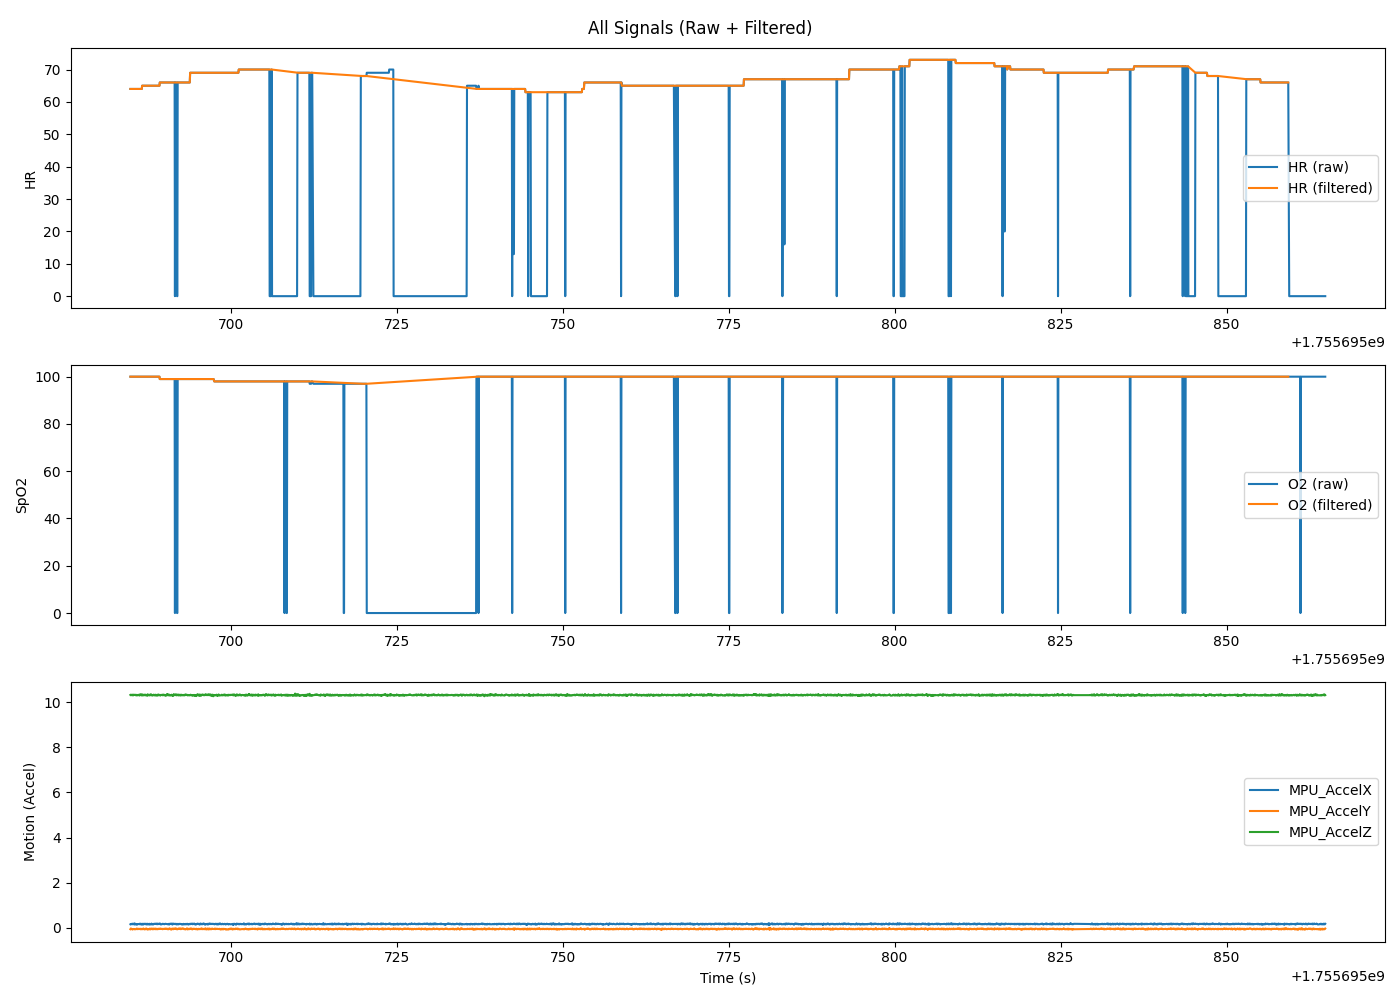 All Signals (Raw + Filtered)
HR
70
60
50
40
30
20
10
0
HR (raw)
HR (filtered)
700 725 750 775 800 825 850
+1.755695e9
SpO2
100
80
60
40
20
0
O2 (raw)
O2 (filtered)
700 725 750 775 800 825 850
+1.755695e9
Motion (Accel)
10
8
6
4
2
0
MPU_AccelX
MPU_AccelY
MPU_AccelZ
700 725 750 775 800 825 850
Time (s)
+1.755695e9